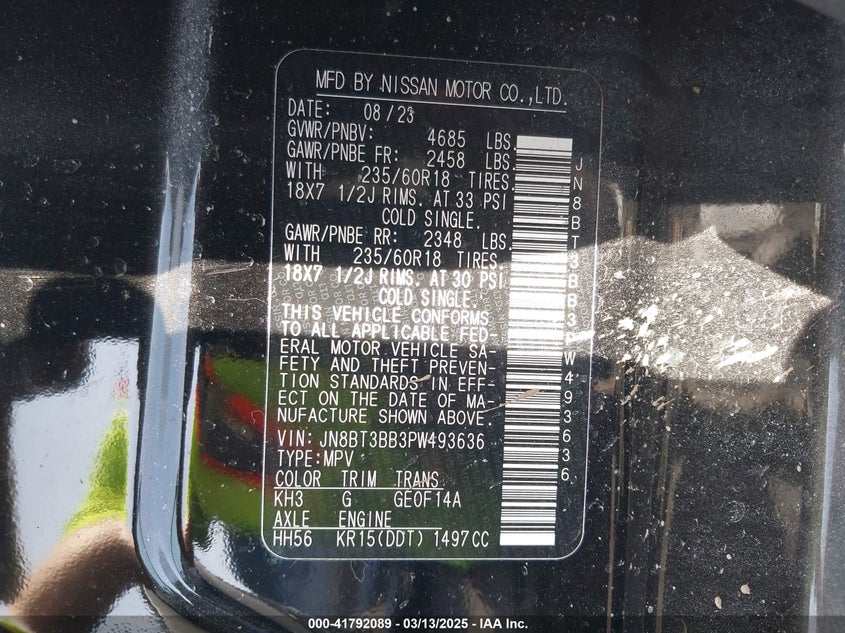 MFD BY NISSAN MOTOR CO.,LTD.
DATE: 08/23
GVWR/PNBV: 4685 LBS.
GAWR/PNBE FR: 2458 LBS.
WITH 235/60R18 TIRES.
18X7 1/2J RIMS. AT 33 PSI
COLD SINGLE.
GAWR/PNBE RR: 2348 LBS.
WITH 235/60R18 TIRES.
18X7 1/2J RIMS. AT 30 PSI
COLD SINGLE.
THIS VEHICLE CONFORMS
TO ALL APPLICABLE FED-
ERAL MOTOR VEHICLE SA-
FETY AND THEFT PREVEN-
TION STANDARDS IN EFF-
ECT ON THE DATE OF MA-
NUFACTURE SHOWN ABOVE.
VIN: JN8BT3BB3PW493636
TYPE:MPV
COLOR TRIM TRANS
KH3 G GE0F14A
AXLE ENGINE
HH56 KR15(DDT) 1497CC
JN8BT3BB3PW493636
000-41792089 - 03/13/2025 - IAA Inc.